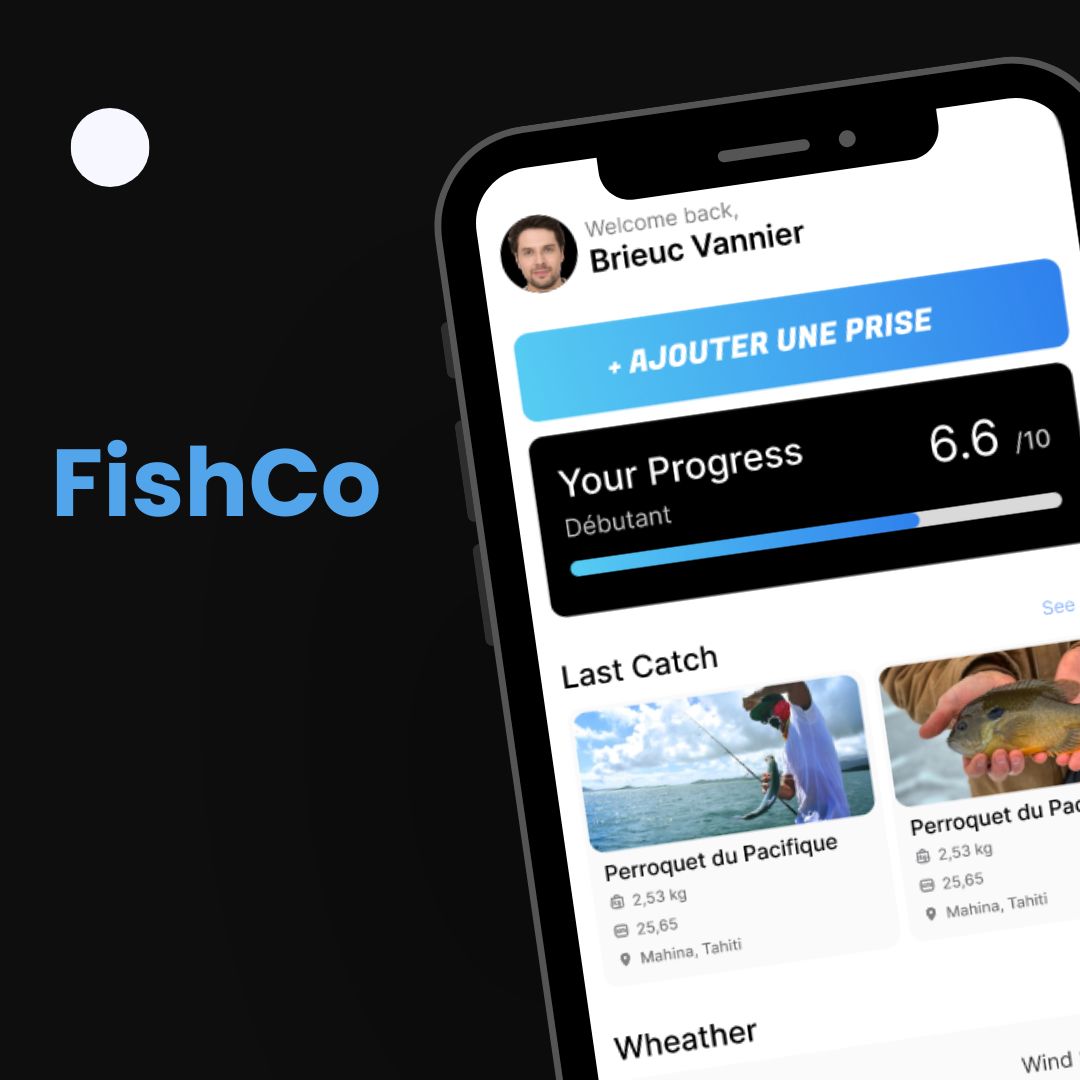 FishCo
Welcome back,
Brieuc Vannier
+ AJOUTER UNE PRISE
Your Progress
6.6 /10
Débutant
Last Catch
See
Perroquet du Pacifique
2,53 kg
25,65
Mahina, Tahiti
Perroquet du Pac
2,53 kg
25,65
Mahina, Tahiti
Wheather
Wind